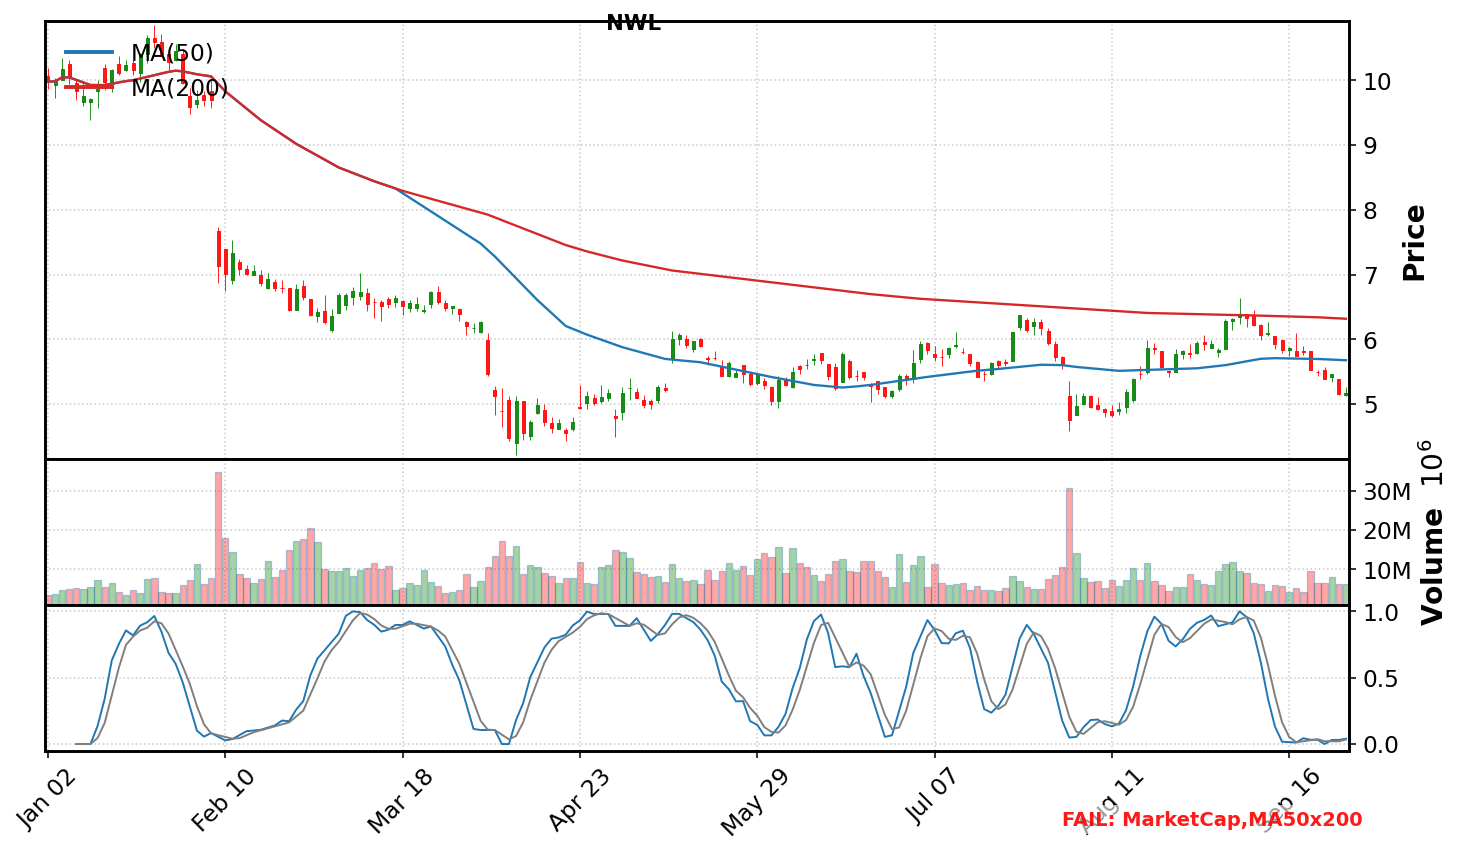 NWL
MA(50)
MA(200)
10
9
8
7
6
5
Price
30M
20M
10M
Volume 10^6
1.0
0.5
0.0
Jan 02
Feb 10
Mar 18
Apr 23
May 29
Jul 07
Aug 11
Sep 16
FAIL: MarketCap,MA50x200